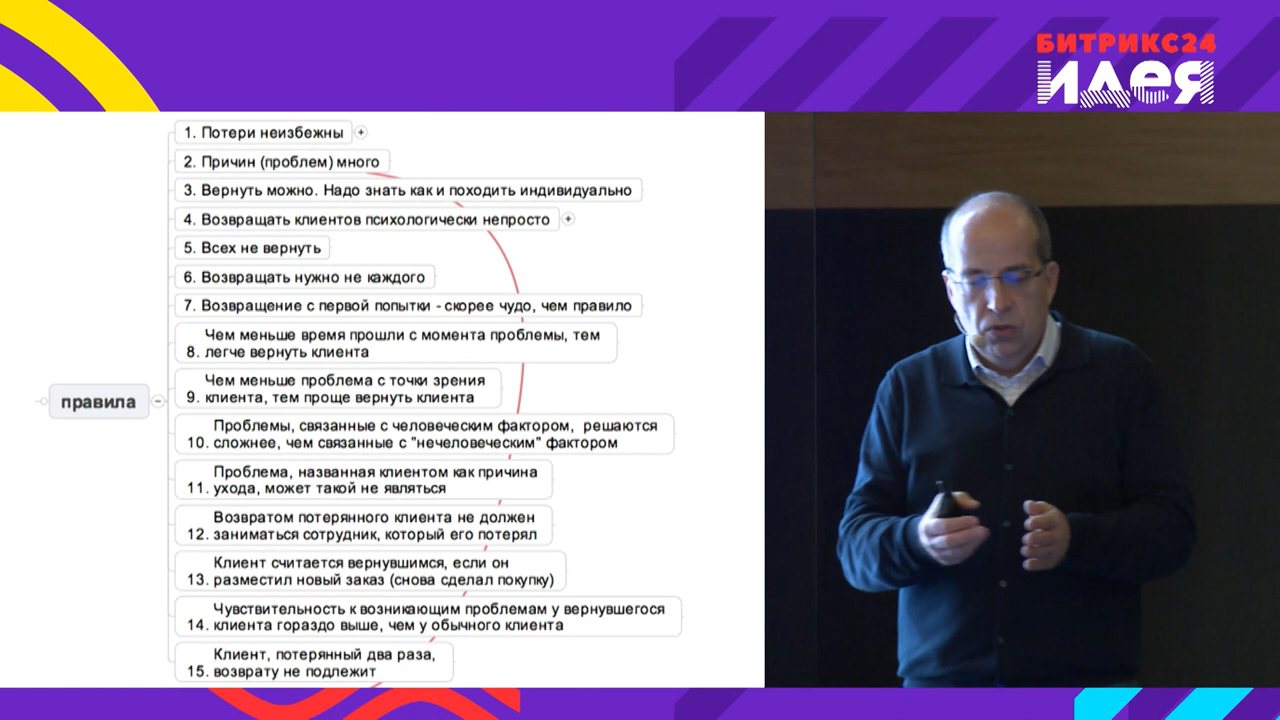 БИТРИКС24
идея
1. Потери неизбежны
2. Причин (проблем) много
3. Вернуть можно. Надо знать как и походить индивидуально
4. Возвращать клиентов психологически непросто
5. Всех не вернуть
6. Возвращать нужно не каждого
7. Возвращение с первой попытки - скорее чудо, чем правило
Чем меньше время прошли с момента проблемы, тем
8. легче вернуть клиента
Чем меньше проблема с точки зрения
9. клиента, тем проще вернуть клиента
правила
Проблемы, связанные с человеческим фактором, решаются
10. сложнее, чем связанные с "нечеловеческим" фактором
Проблема, названная клиентом как причина
11. ухода, может такой не являться
Возвратом потерянного клиента не должен
12. заниматься сотрудник, который его потерял
Клиент считается вернувшимся, если он
13. разместил новый заказ (снова сделал покупку)
Чувствительность к возникающим проблемам у вернувшегося
14. клиента гораздо выше, чем у обычного клиента
Клиент, потерянный два раза,
15. возврату не подлежит